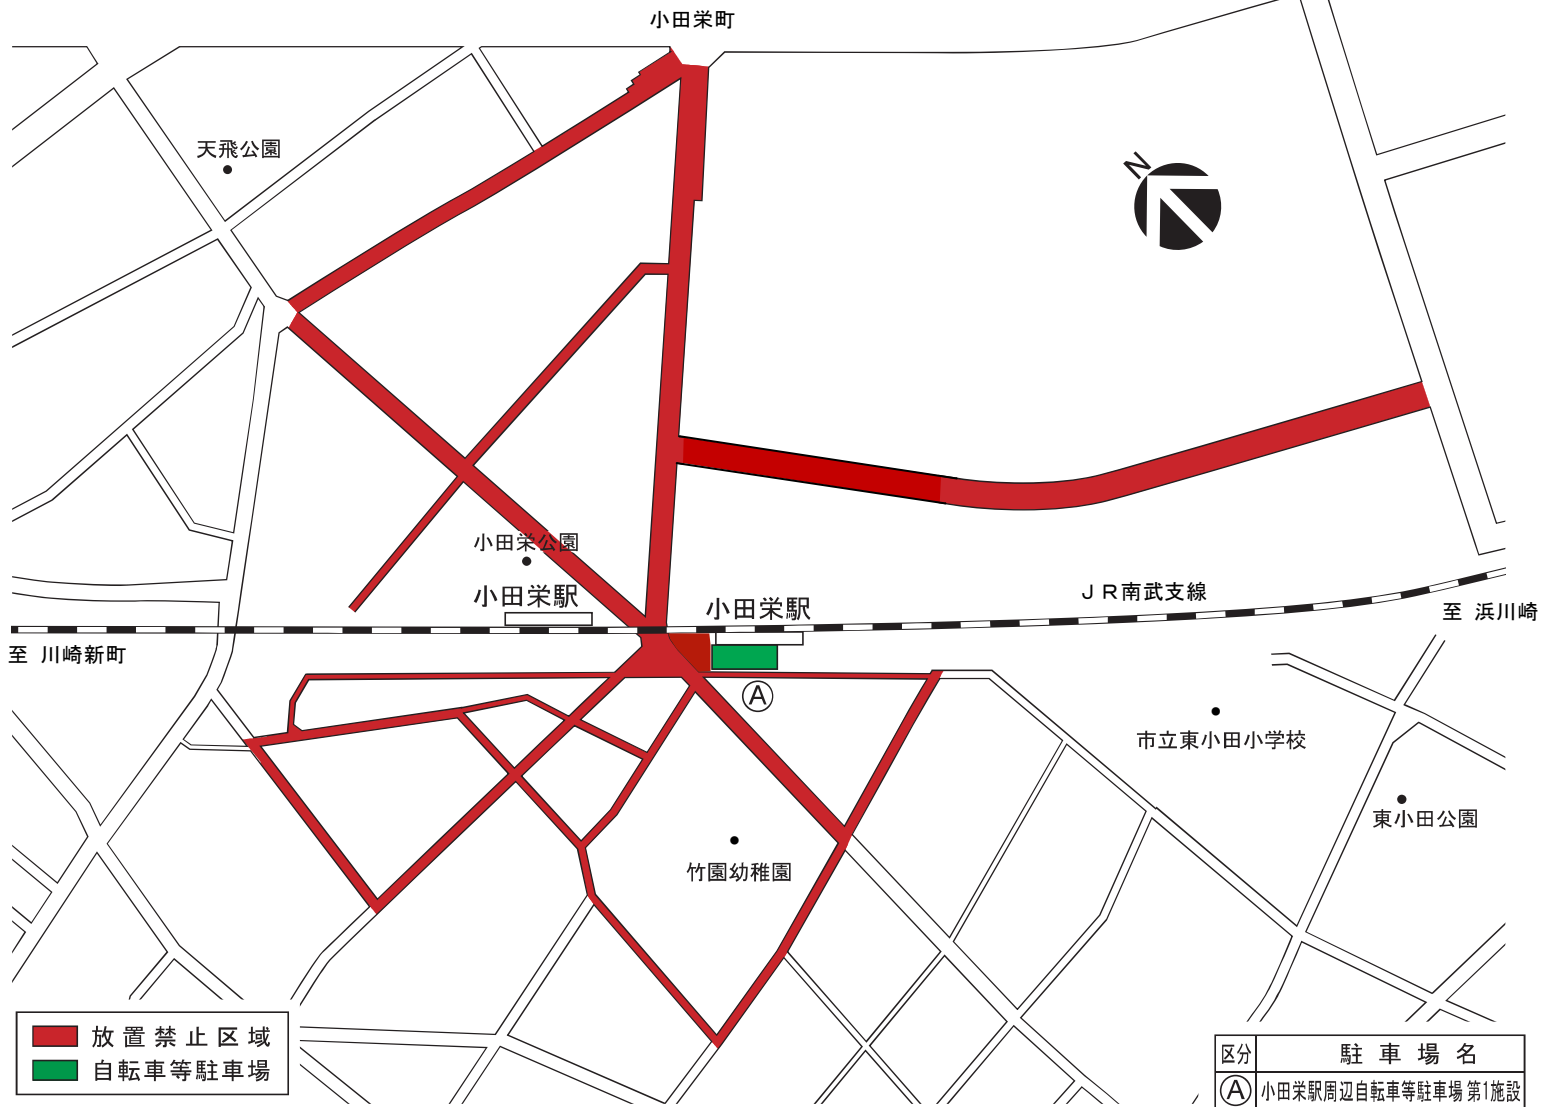 小田栄町
天飛公園
N
小田栄公園
小田栄駅
小田栄駅
ＪＲ南武支線
至 浜川崎
至 川崎新町
Ⓐ
市立東小田小学校
東小田公園
竹園幼稚園
放置禁止区域
自転車等駐車場
区分 駐車場名
Ⓐ 小田栄駅周辺自転車等駐車場 第1施設